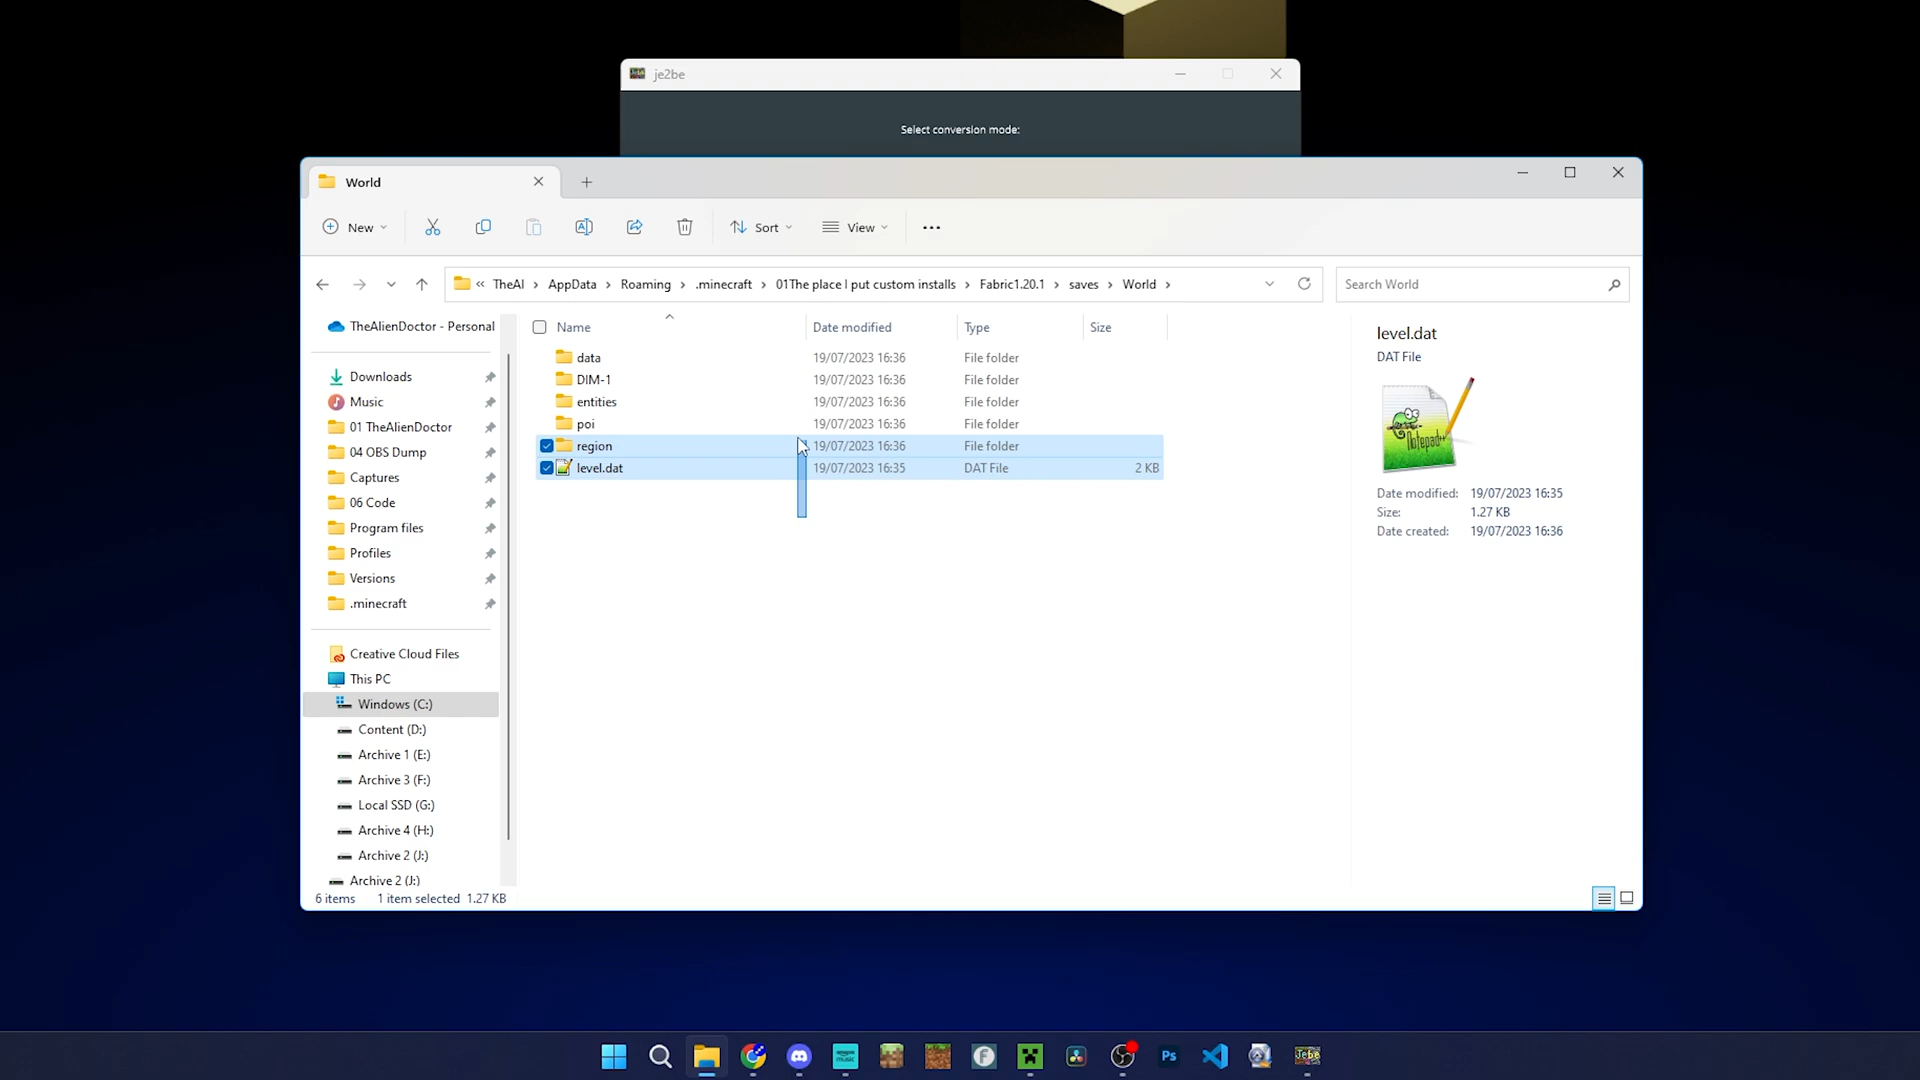 je2be
Select conversion mode:
World
New
Sort
View
« TheAl › AppData › Roaming › .minecraft › 01The place I put custom installs › Fabric1.20.1 › saves › World ›
Search World
TheAlienDoctor - Personal
Downloads
Music
01 TheAlienDoctor
04 OBS Dump
Captures
06 Code
Program files
Profiles
Versions
.minecraft
Creative Cloud Files
This PC
Windows (C:)
Content (D:)
Archive 1 (E:)
Archive 3 (F:)
Local SSD (G:)
Archive 4 (H:)
Archive 2 (J:)
Archive 2 (J:)
Name Date modified Type Size
data 19/07/2023 16:36 File folder
DIM-1 19/07/2023 16:36 File folder
entities 19/07/2023 16:36 File folder
poi 19/07/2023 16:36 File folder
region 19/07/2023 16:36 File folder
level.dat 19/07/2023 16:35 DAT File 2 KB
level.dat
DAT File
Notepad++
Date modified: 19/07/2023 16:35
Size: 1.27 KB
Date created: 19/07/2023 16:36
6 items 1 item selected 1.27 KB
amazon music
Ps
Jebe